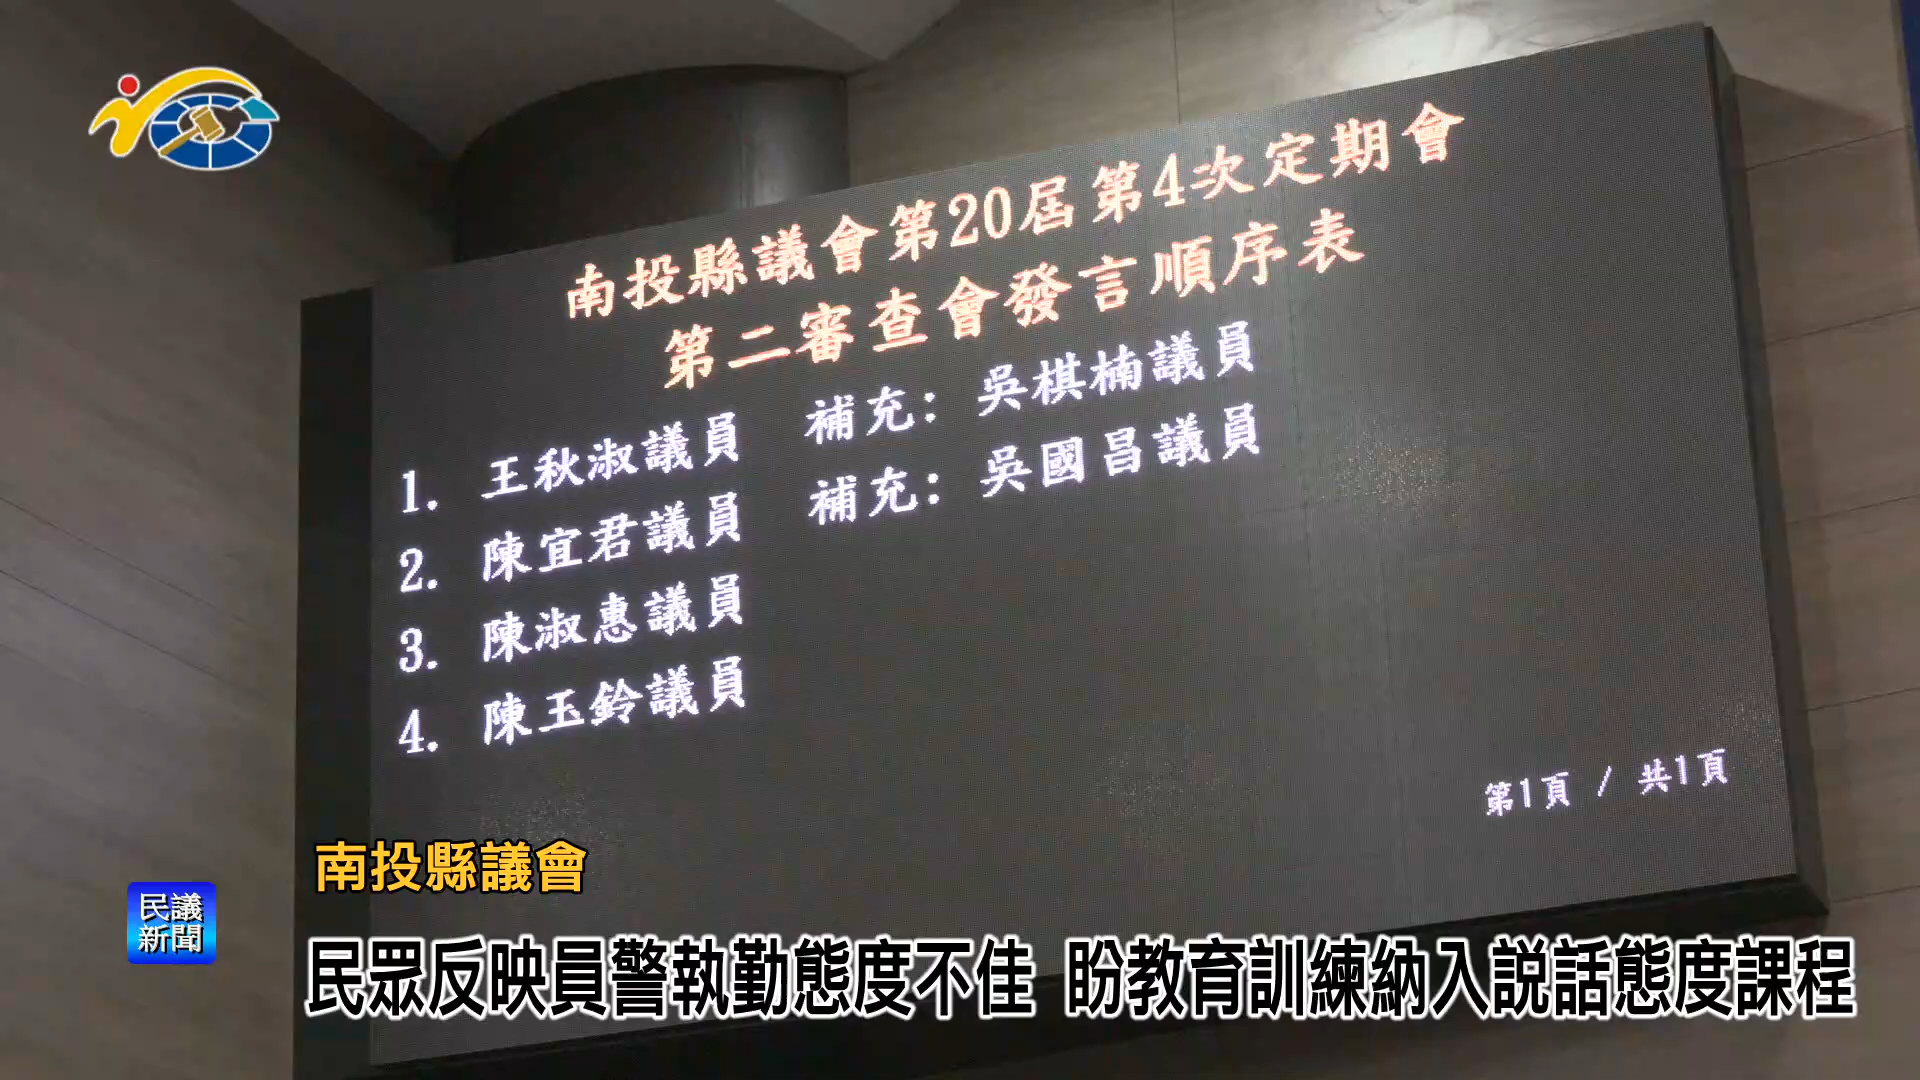 南投縣議會第20屆第4次定期會
第二審查會發言順序表
1. 王秋淑議員 補充: 吳棋楠議員
2. 陳宜君議員 補充: 吳國昌議員
3. 陳淑惠議員
4. 陳玉鈴議員
第1頁 / 共1頁
南投縣議會
民議
新聞
民眾反映員警執勤態度不佳 盼教育訓練納入説話態度課程